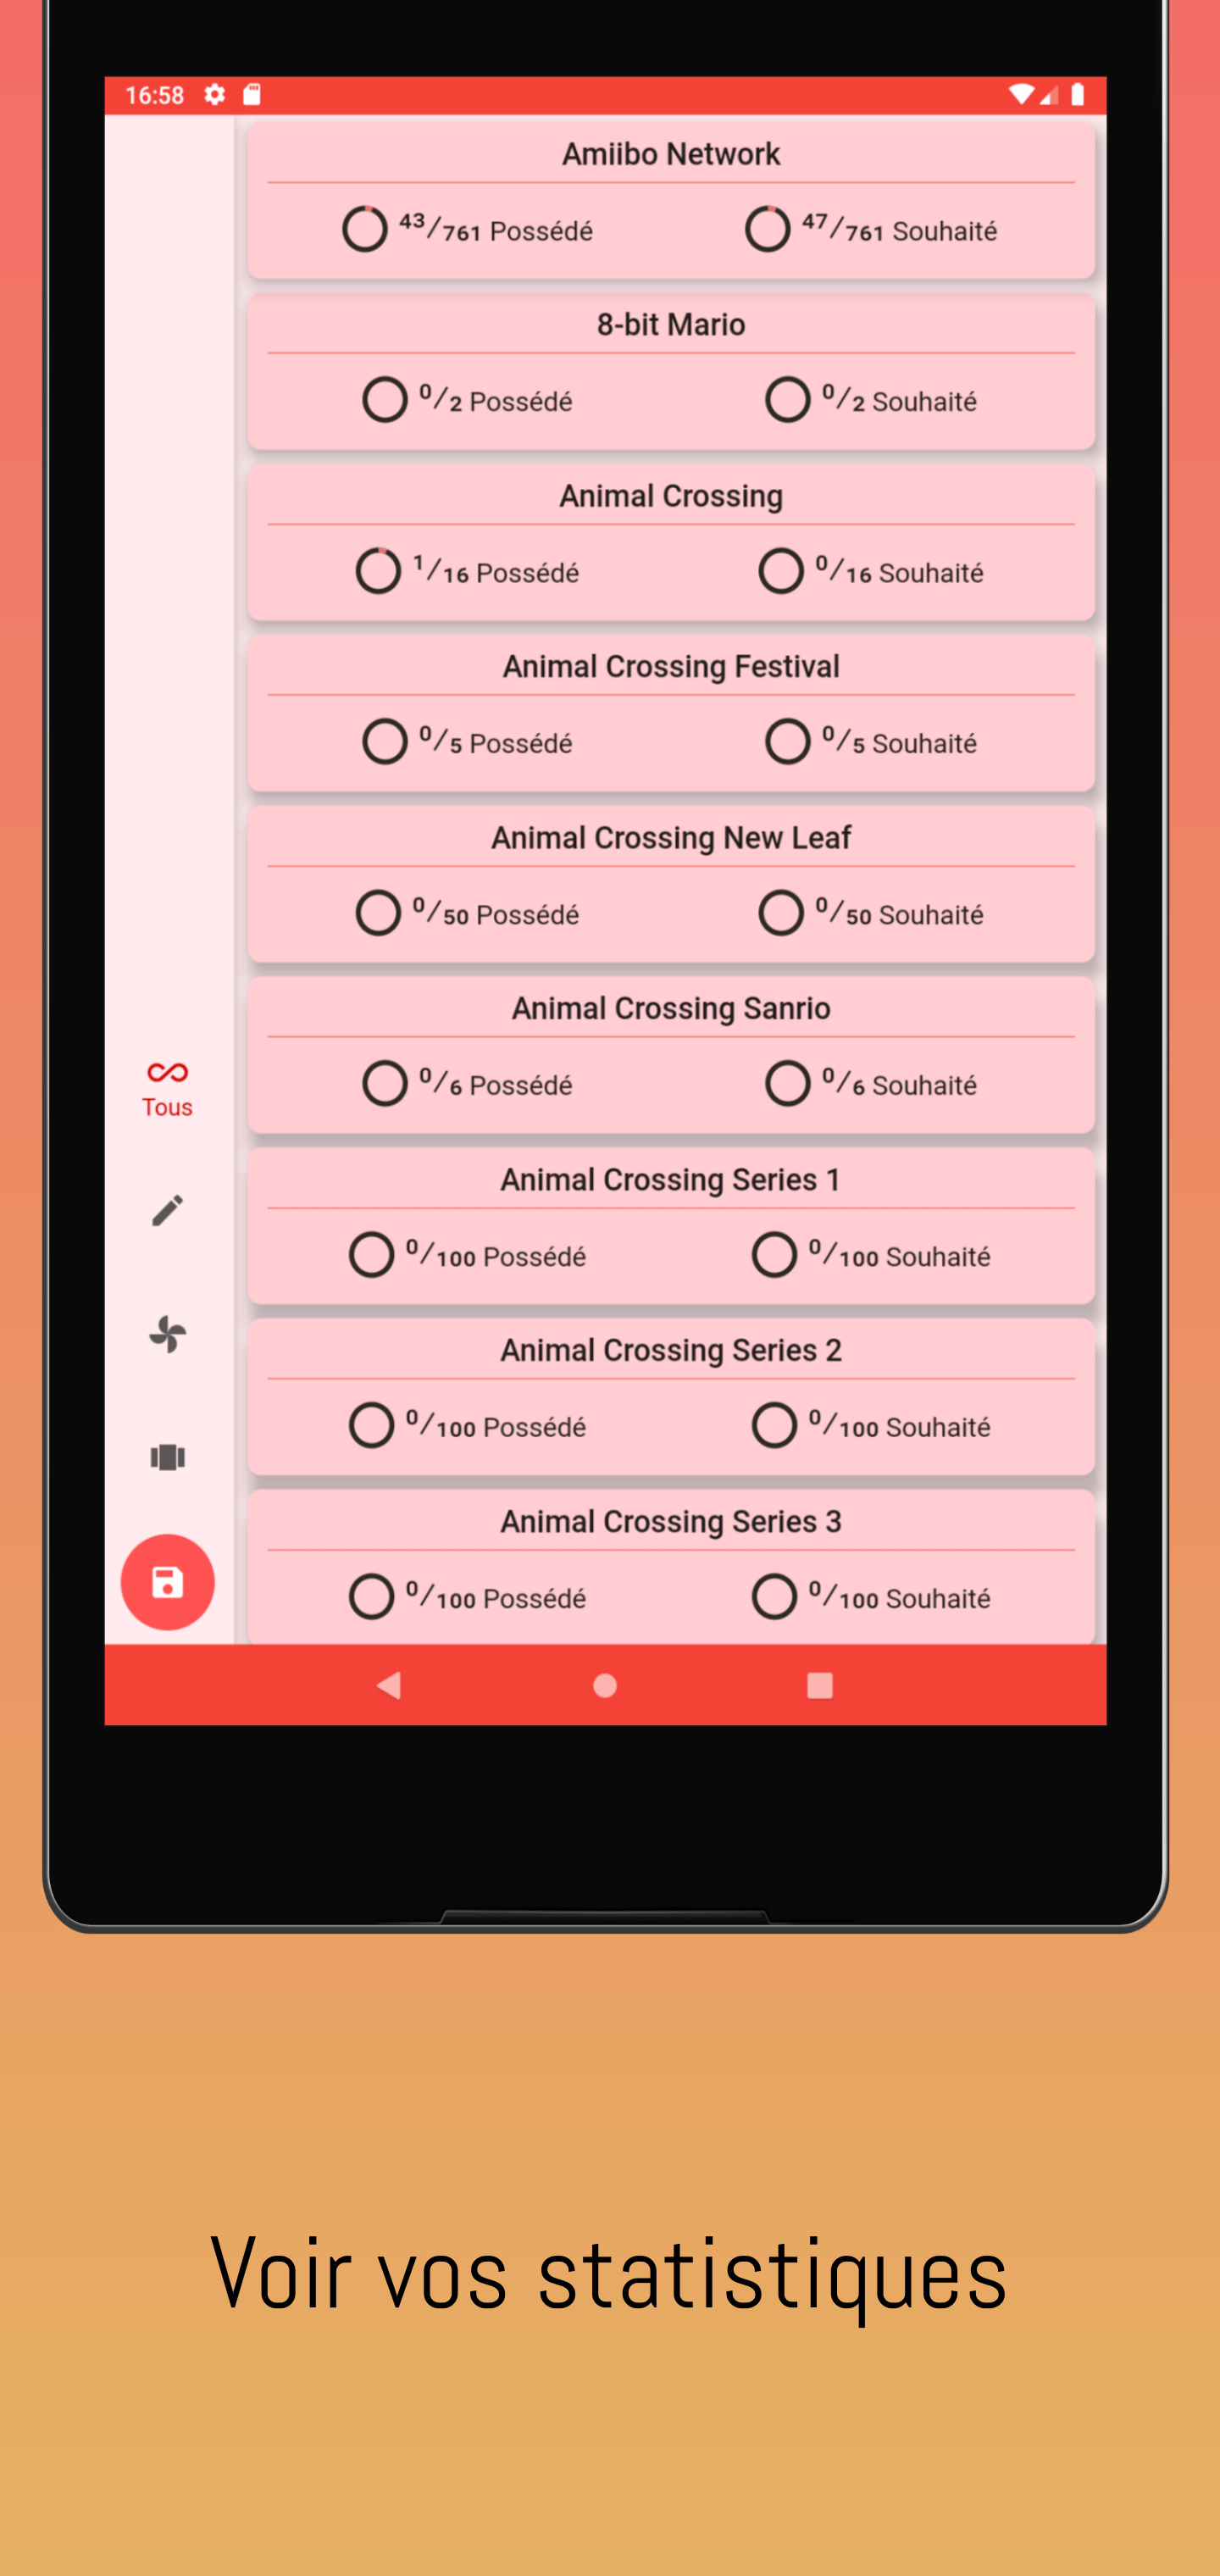 16:58
Amiibo Network
43/761 Possédé 47/761 Souhaité
8-bit Mario
0/2 Possédé 0/2 Souhaité
Animal Crossing
1/16 Possédé 0/16 Souhaité
Animal Crossing Festival
0/5 Possédé 0/5 Souhaité
Animal Crossing New Leaf
0/50 Possédé 0/50 Souhaité
Animal Crossing Sanrio
0/6 Possédé 0/6 Souhaité
Tous
Animal Crossing Series 1
0/100 Possédé 0/100 Souhaité
Animal Crossing Series 2
0/100 Possédé 0/100 Souhaité
Animal Crossing Series 3
0/100 Possédé 0/100 Souhaité
Voir vos statistiques